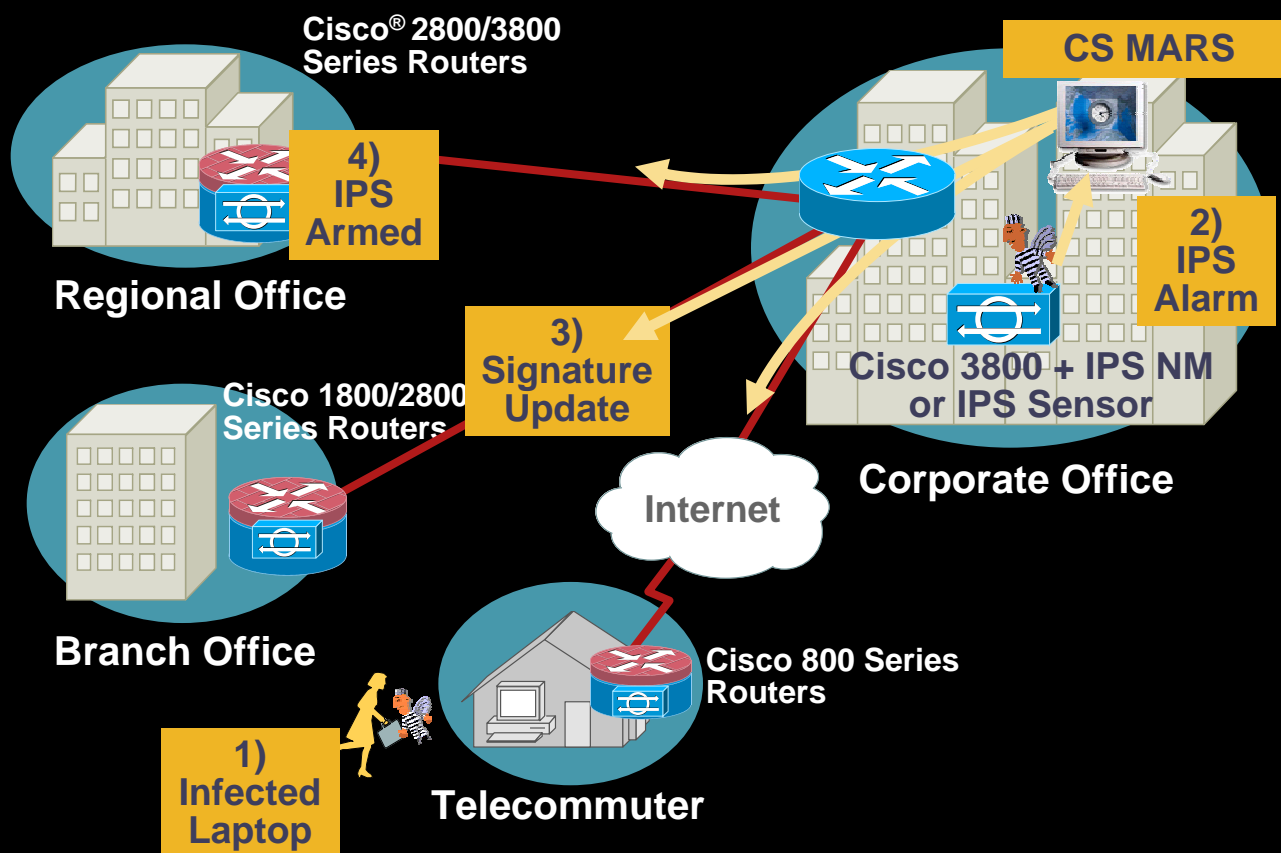 Cisco® 2800/3800
Series Routers
CS MARS
4)
IPS
Armed
2)
IPS
Alarm
Regional Office
3)
Signature
Update
Cisco 3800 + IPS NM
or IPS Sensor
Cisco 1800/2800
Series Routers
Corporate Office
Internet
Branch Office
Cisco 800 Series
Routers
1)
Infected
Laptop
Telecommuter